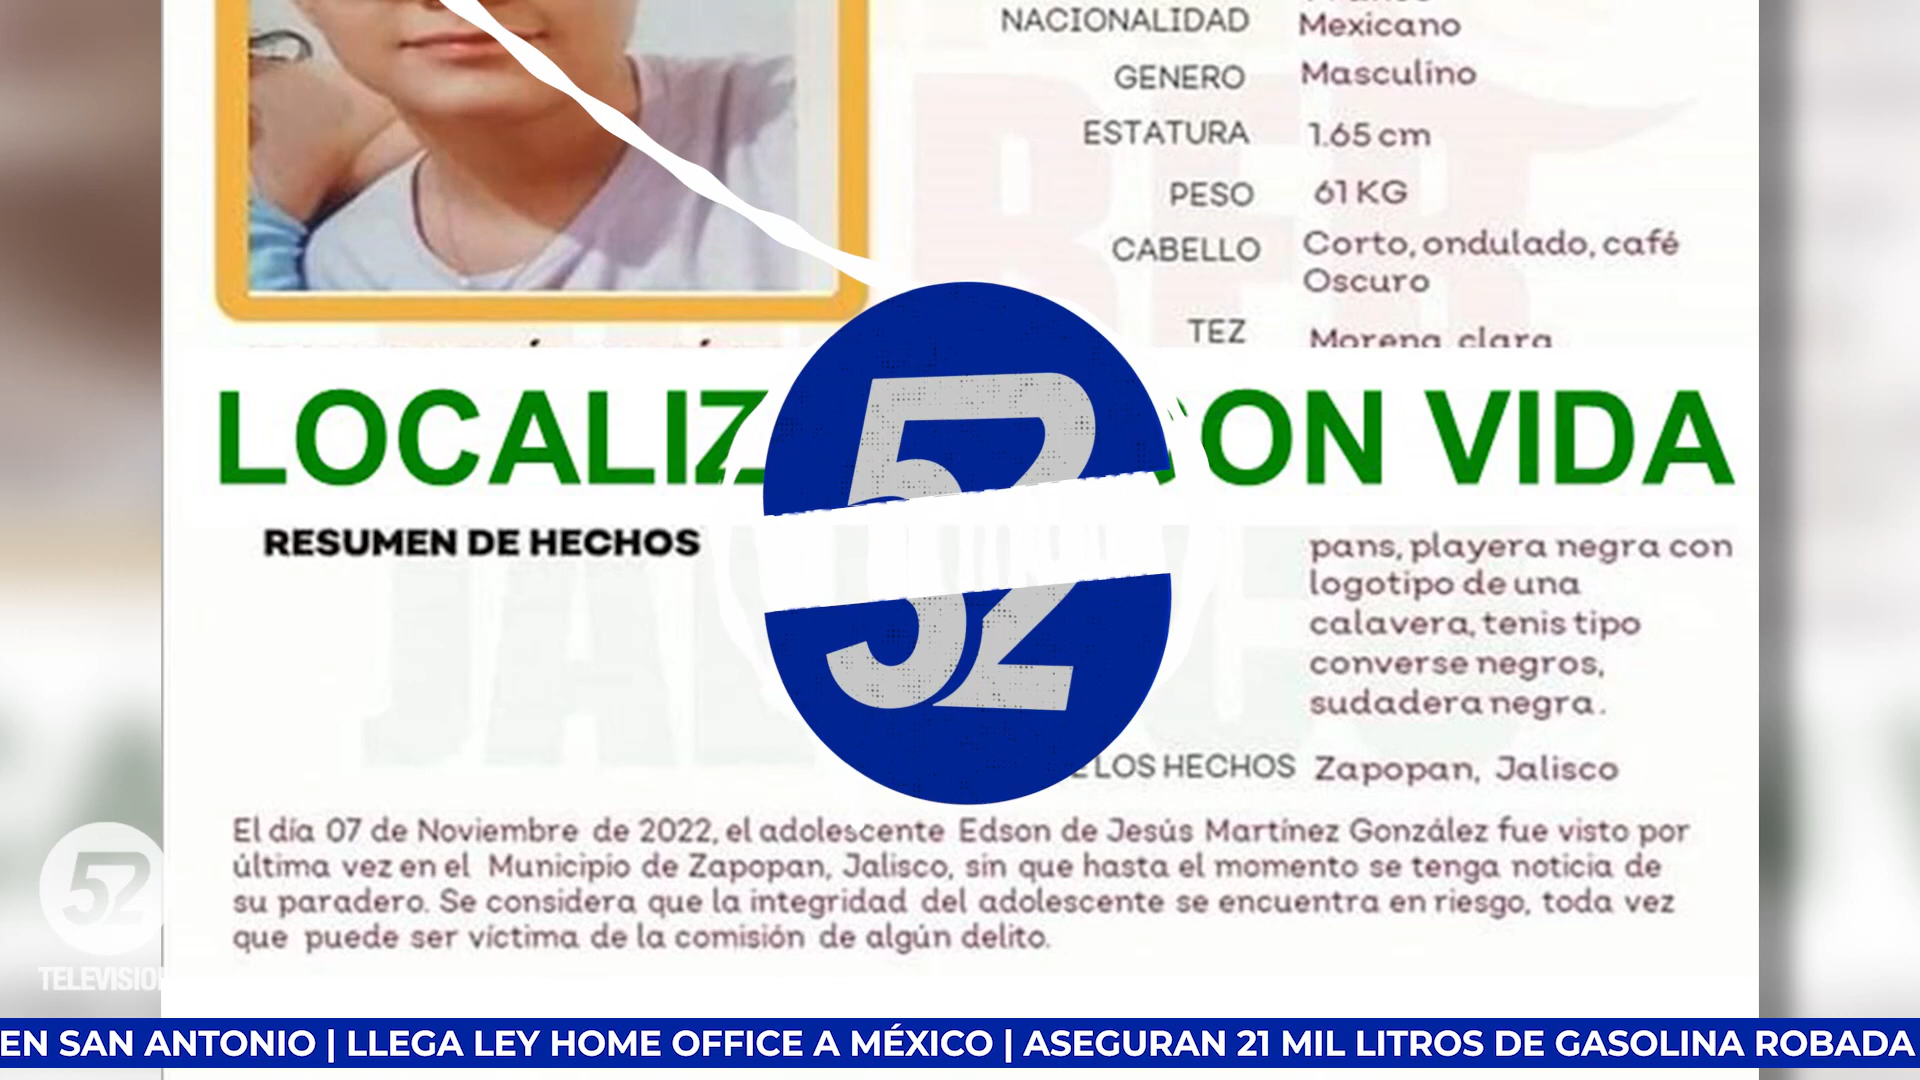 NACIONALIDAD
Mexicano
GENERO
Masculino
ESTATURA
1.65 cm
PESO
61 KG
CABELLO
Corto, ondulado, café
Oscuro
TEZ
Morena clara
LOCALIZ CON VIDA
52
RESUMEN DE HECHOS
pans, playera negra con
logotipo de una
calavera, tenis tipo
converse negros,
sudadera negra.
LOS HECHOS
Zapopan, Jalisco
El día 07 de Noviembre de 2022, el adolescente Edson de Jesús Martínez González fue visto por
última vez en el Municipio de Zapopan, Jalisco, sin que hasta el momento se tenga noticia de
su paradero. Se considera que la integridad del adolescente se encuentra en riesgo, toda vez
que puede ser víctima de la comisión de algún delito.
52
TELEVISION
EN SAN ANTONIO | LLEGA LEY HOME OFFICE A MÉXICO | ASEGURAN 21 MIL LITROS DE GASOLINA ROBADA